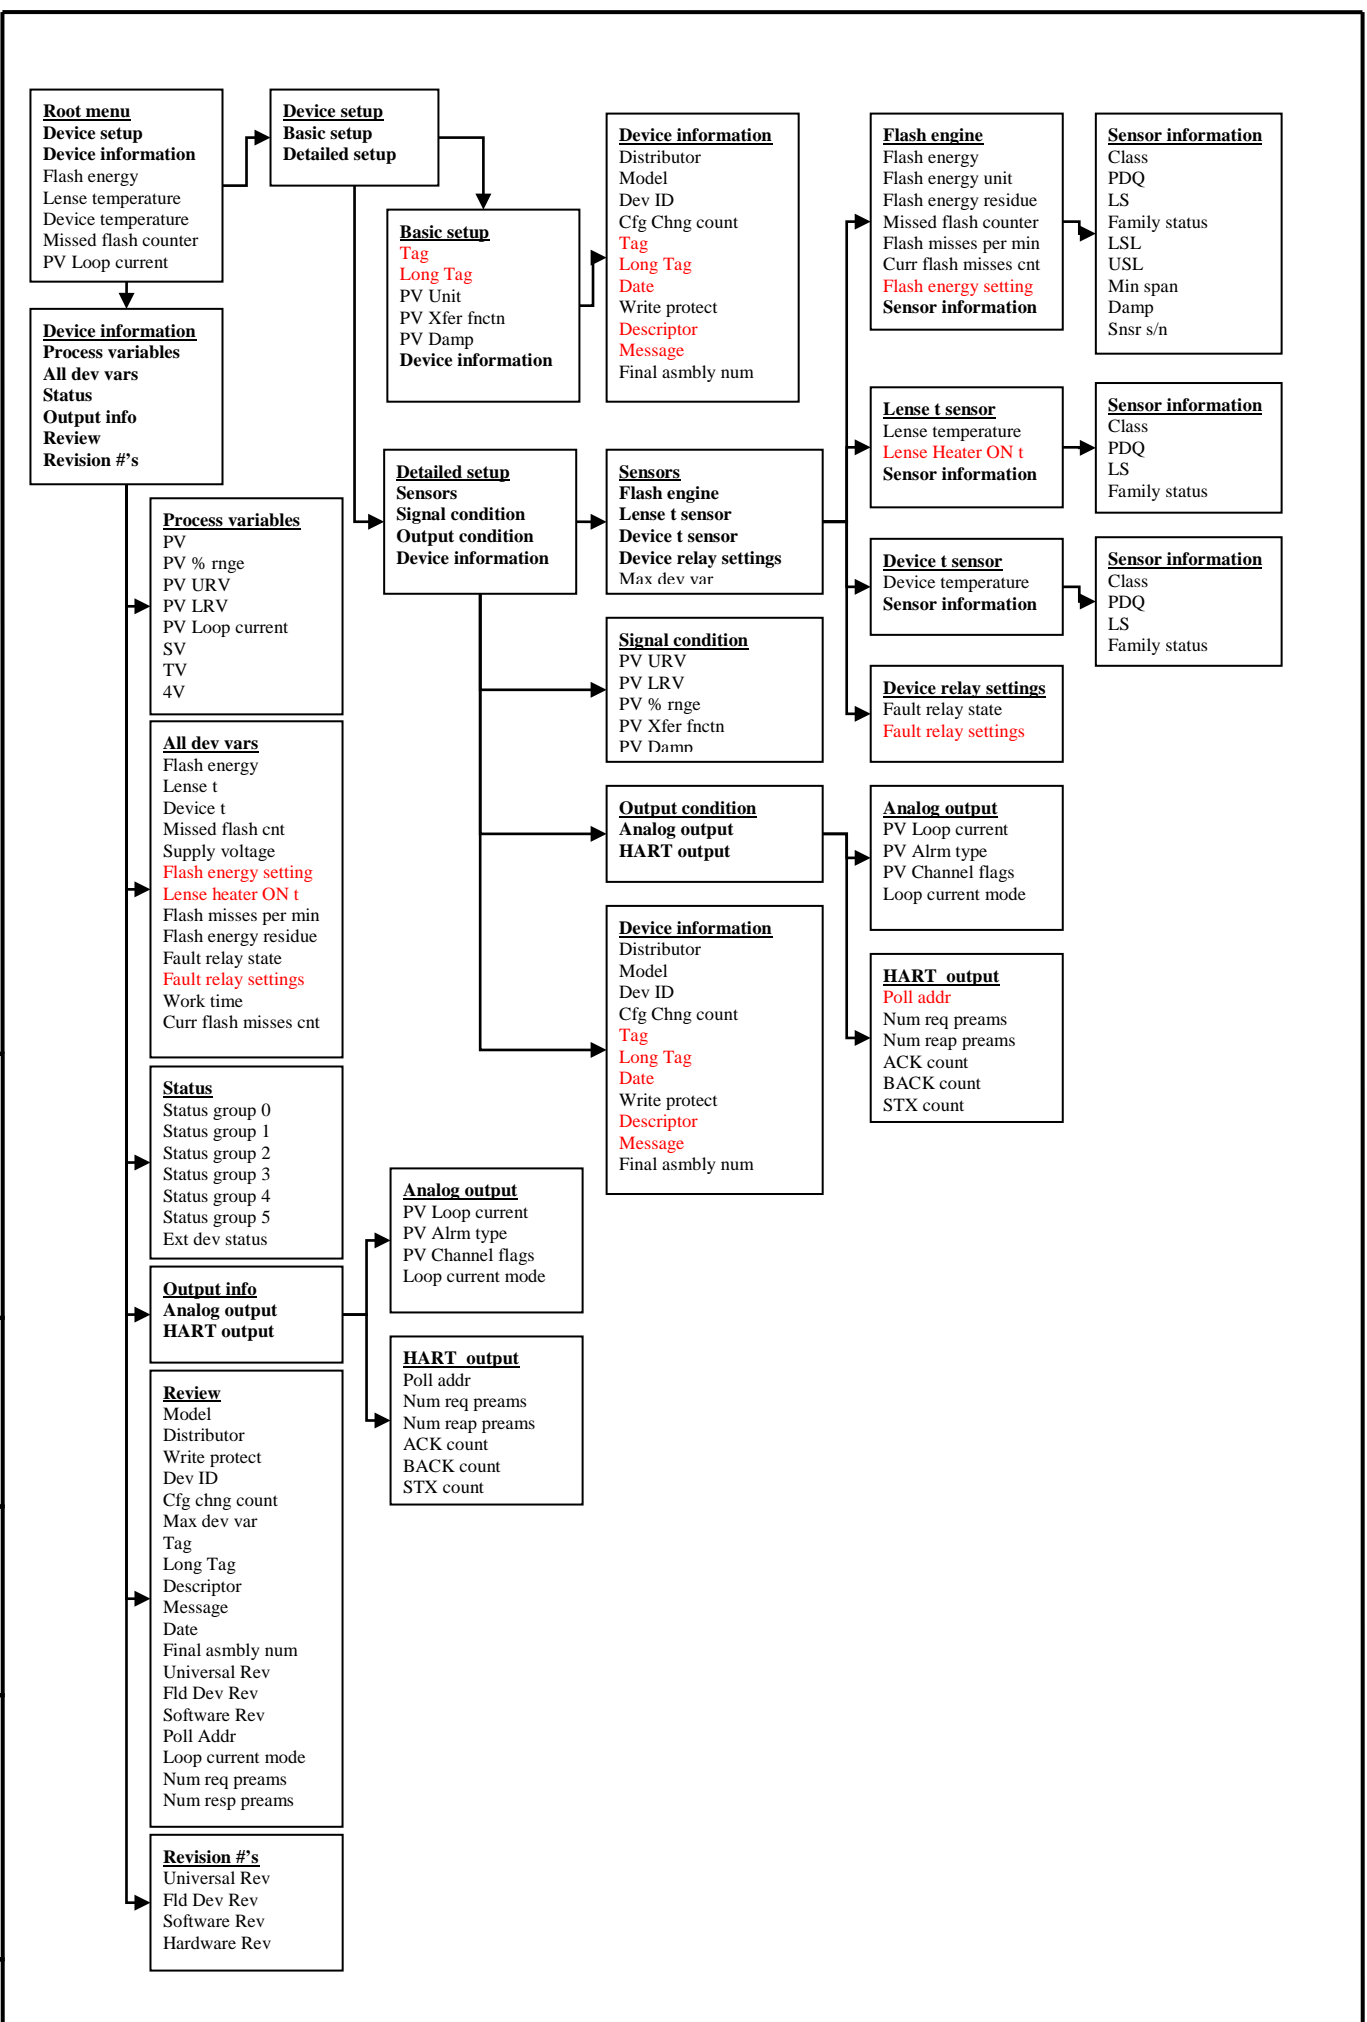 Root menu
Device setup
Device information
Flash energy
Lense temperature
Device temperature
Missed flash counter
PV Loop current
Device setup
Basic setup
Detailed setup
Basic setup
Tag
Long Tag
PV Unit
PV Xfer fnctn
PV Damp
Device information
Device information
Distributor
Model
Dev ID
Cfg Chng count
Tag
Long Tag
Date
Write protect
Descriptor
Message
Final asmbly num
Flash engine
Flash energy
Flash energy unit
Flash energy residue
Missed flash counter
Flash misses per min
Curr flash misses cnt
Flash energy setting
Sensor information
Sensor information
Class
PDQ
LS
Family status
LSL
USL
Min span
Damp
Snsr s/n
Device information
Process variables
All dev vars
Status
Output info
Review
Revision #'s
Detailed setup
Sensors
Signal condition
Output condition
Device information
Sensors
Flash engine
Lense t sensor
Device t sensor
Device relay settings
Max dev var
Lense t sensor
Lense temperature
Lense Heater ON t
Sensor information
Sensor information
Class
PDQ
LS
Family status
Device t sensor
Device temperature
Sensor information
Sensor information
Class
PDQ
LS
Family status
Device relay settings
Fault relay state
Fault relay settings
Process variables
PV
PV % rnge
PV URV
PV LRV
PV Loop current
SV
TV
4V
Signal condition
PV URV
PV LRV
PV % rnge
PV Xfer fnctn
PV Damp
All dev vars
Flash energy
Lense t
Device t
Missed flash cnt
Supply voltage
Flash energy setting
Lense heater ON t
Flash misses per min
Flash energy residue
Fault relay state
Fault relay settings
Work time
Curr flash misses cnt
Output condition
Analog output
HART output
Analog output
PV Loop current
PV Alrm type
PV Channel flags
Loop current mode
Device information
Distributor
Model
Dev ID
Cfg Chng count
Tag
Long Tag
Date
Write protect
Descriptor
Message
Final asmbly num
HART output
Poll addr
Num req preams
Num reap preams
ACK count
BACK count
STX count
Status
Status group 0
Status group 1
Status group 2
Status group 3
Status group 4
Status group 5
Ext dev status
Output info
Analog output
HART output
Analog output
PV Loop current
PV Alrm type
PV Channel flags
Loop current mode
HART output
Poll addr
Num req preams
Num reap preams
ACK count
BACK count
STX count
Review
Model
Distributor
Write protect
Dev ID
Cfg chng count
Max dev var
Tag
Long Tag
Descriptor
Message
Date
Final asmbly num
Universal Rev
Fld Dev Rev
Software Rev
Poll Addr
Loop current mode
Num req preams
Num resp preams
Revision #'s
Universal Rev
Fld Dev Rev
Software Rev
Hardware Rev